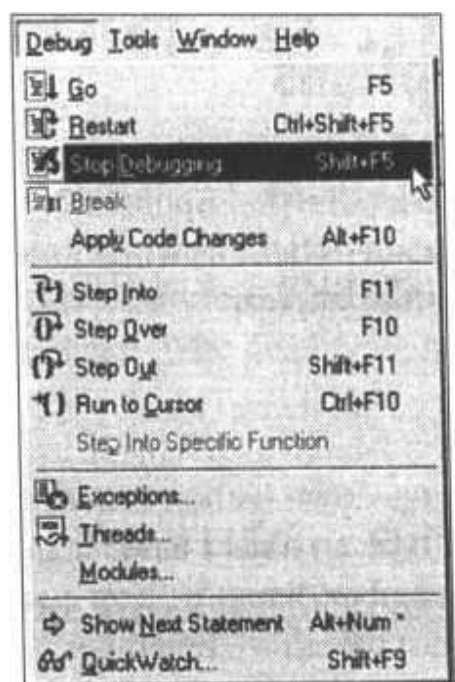 Debug Tools Window Help
Go F5
Restart Ctrl+Shift+F5
Stop Debugging Shift+F5
Break
Apply Code Changes Alt+F10
Step Into F11
Step Over F10
Step Out Shift+F11
Run to Cursor Ctrl+F10
Step Into Specific Function
Exceptions...
Threads...
Modules...
Show Next Statement Alt+Num *
QuickWatch... Shift+F9